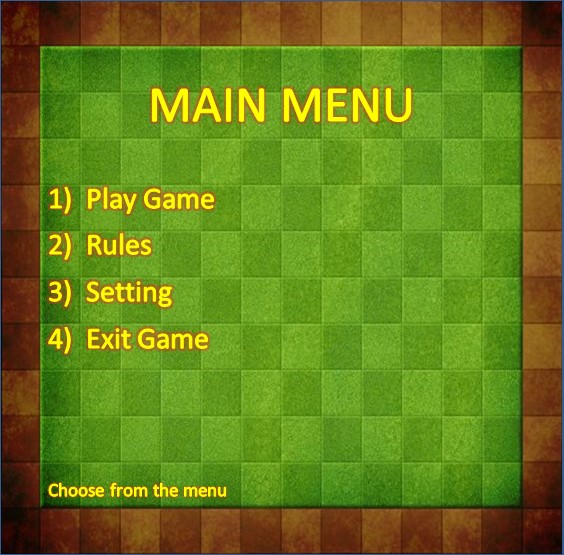 MAIN MENU
1) Play Game
2) Rules
3) Setting
4) Exit Game
Choose from the menu